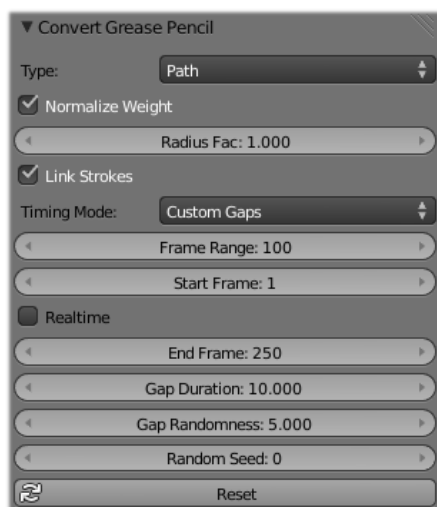 Convert Grease Pencil
Type: Path
Normalize Weight
Radius Fac: 1.000
Link Strokes
Timing Mode: Custom Gaps
Frame Range: 100
Start Frame: 1
Realtime
End Frame: 250
Gap Duration: 10.000
Gap Randomness: 5.000
Random Seed: 0
Reset